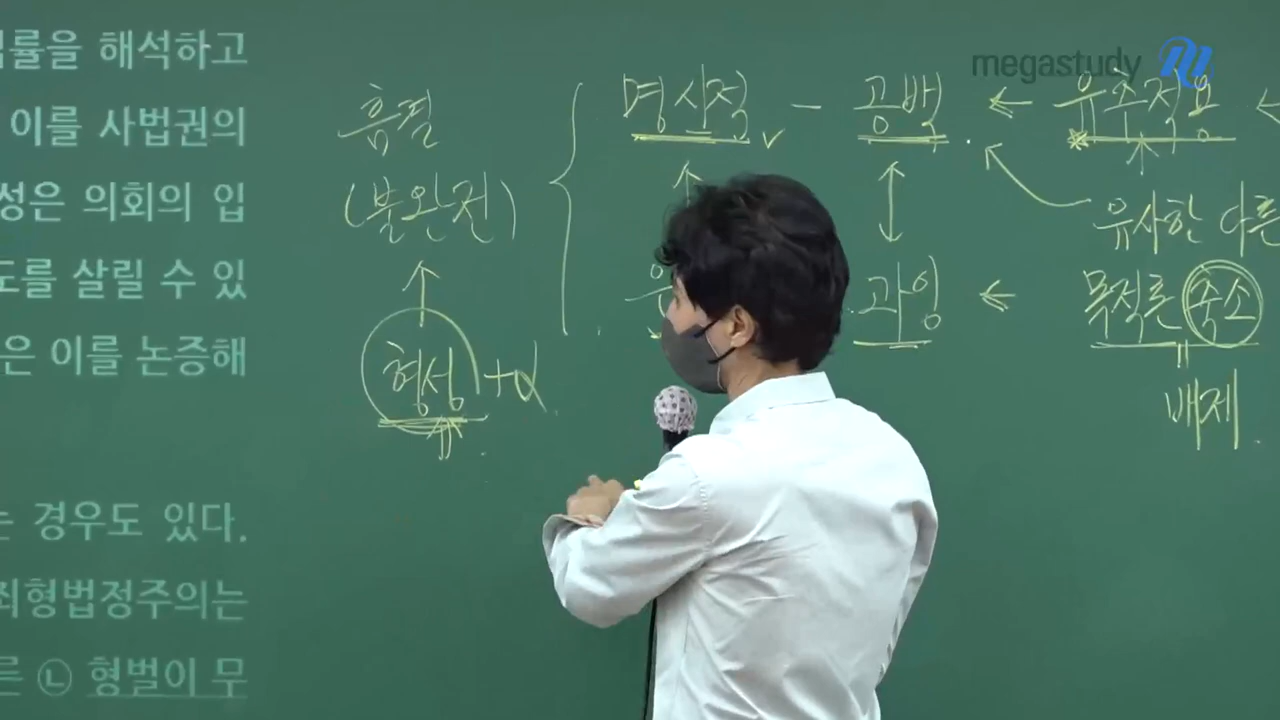 megastudy
률을 해석하고
이를 사법권의
성은 의회의 입
도를 살릴 수 있
은 이를 논증해
는 경우도 있다.
죄형법정주의는
른 ㉡ 형벌이 무
흠결
(불완전)
형성 +α
명시적 - 공백 ← 유추적용 ←
유사한 다른
과잉 ← 목적론 축소
배제